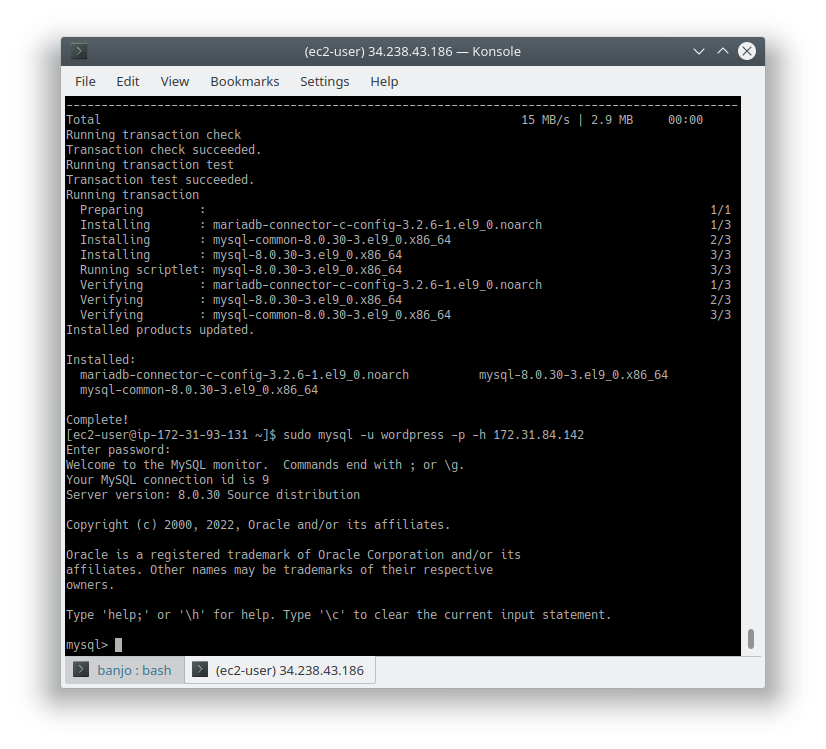 (ec2-user) 34.238.43.186 — Konsole
File Edit View Bookmarks Settings Help
--------------------------------------------------------------------------------------------
Total                                                            15 MB/s | 2.9 MB     00:00
Running transaction check
Transaction check succeeded.
Running transaction test
Transaction test succeeded.
Running transaction
  Preparing        :                                                                        1/1
  Installing       : mariadb-connector-c-config-3.2.6-1.el9_0.noarch                        1/3
  Installing       : mysql-common-8.0.30-3.el9_0.x86_64                                     2/3
  Installing       : mysql-8.0.30-3.el9_0.x86_64                                            3/3
  Running scriptlet: mysql-8.0.30-3.el9_0.x86_64                                            3/3
  Verifying        : mariadb-connector-c-config-3.2.6-1.el9_0.noarch                        1/3
  Verifying        : mysql-8.0.30-3.el9_0.x86_64                                            2/3
  Verifying        : mysql-common-8.0.30-3.el9_0.x86_64                                     3/3
Installed products updated.

Installed:
  mariadb-connector-c-config-3.2.6-1.el9_0.noarch          mysql-8.0.30-3.el9_0.x86_64
  mysql-common-8.0.30-3.el9_0.x86_64

Complete!
[ec2-user@ip-172-31-93-131 ~]$ sudo mysql -u wordpress -p -h 172.31.84.142
Enter password:
Welcome to the MySQL monitor.  Commands end with ; or \g.
Your MySQL connection id is 9
Server version: 8.0.30 Source distribution

Copyright (c) 2000, 2022, Oracle and/or its affiliates.

Oracle is a registered trademark of Oracle Corporation and/or its
affiliates. Other names may be trademarks of their respective
owners.

Type 'help;' or '\h' for help. Type '\c' to clear the current input statement.

mysql>
banjo : bash (ec2-user) 34.238.43.186